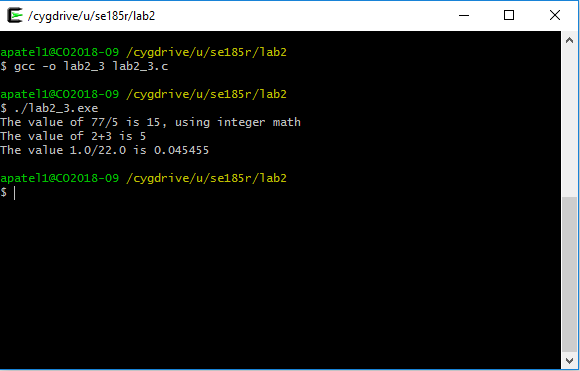 /cygdrive/u/se185r/lab2
apatel1@CO2018-09 /cygdrive/u/se185r/lab2
$ gcc -o lab2_3 lab2_3.c
apatel1@CO2018-09 /cygdrive/u/se185r/lab2
$ ./lab2_3.exe
The value of 77/5 is 15, using integer math
The value of 2+3 is 5
The value 1.0/22.0 is 0.045455
apatel1@CO2018-09 /cygdrive/u/se185r/lab2
$